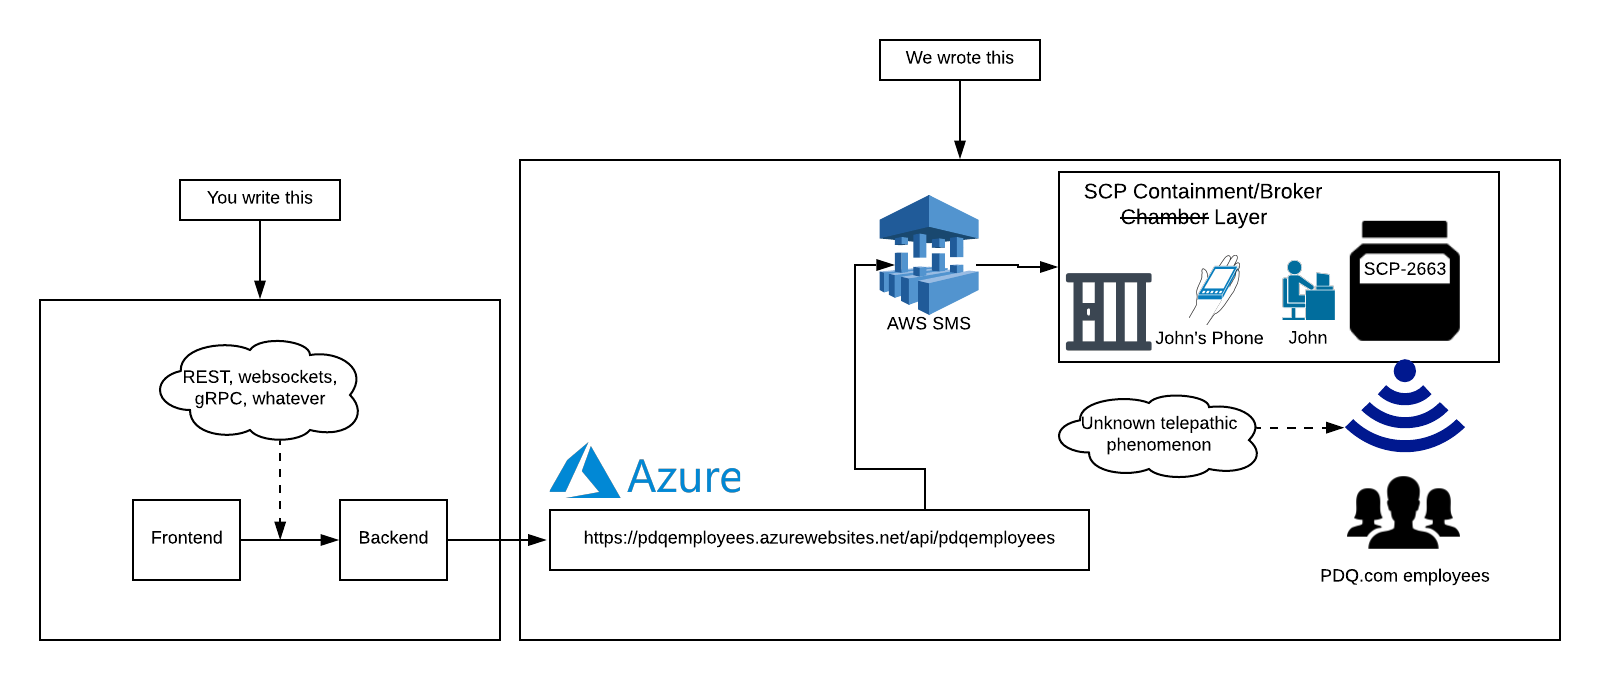 We wrote this
You write this
SCP Containment/Broker
Chamber Layer
SCP-2663
AWS SMS
John's Phone
John
REST, websockets,
gRPC, whatever
Unknown telepathic
phenomenon
Azure
Frontend
Backend
https://pdqemployees.azurewebsites.net/api/pdqemployees
PDQ.com employees